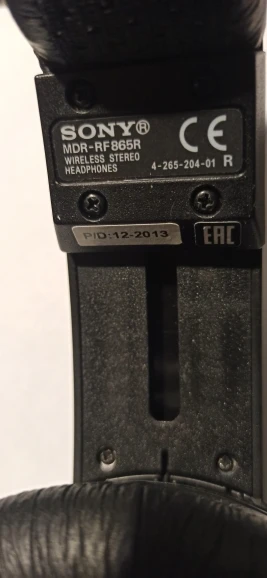 SONY® CE
MDR-RF865R
WIRELESS STEREO
HEADPHONES 4-265-204-01 R
P/D:12-2013 EAC